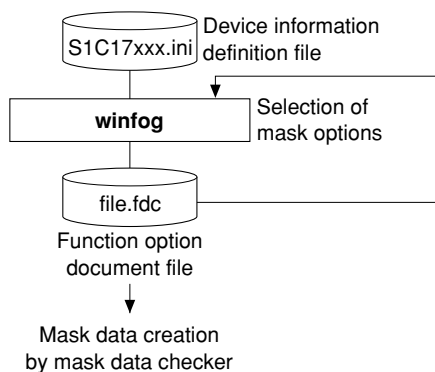 S1C17xxx.ini
Device information
definition file
winfog
Selection of
mask options
file.fdc
Function option
document file
Mask data creation
by mask data checker